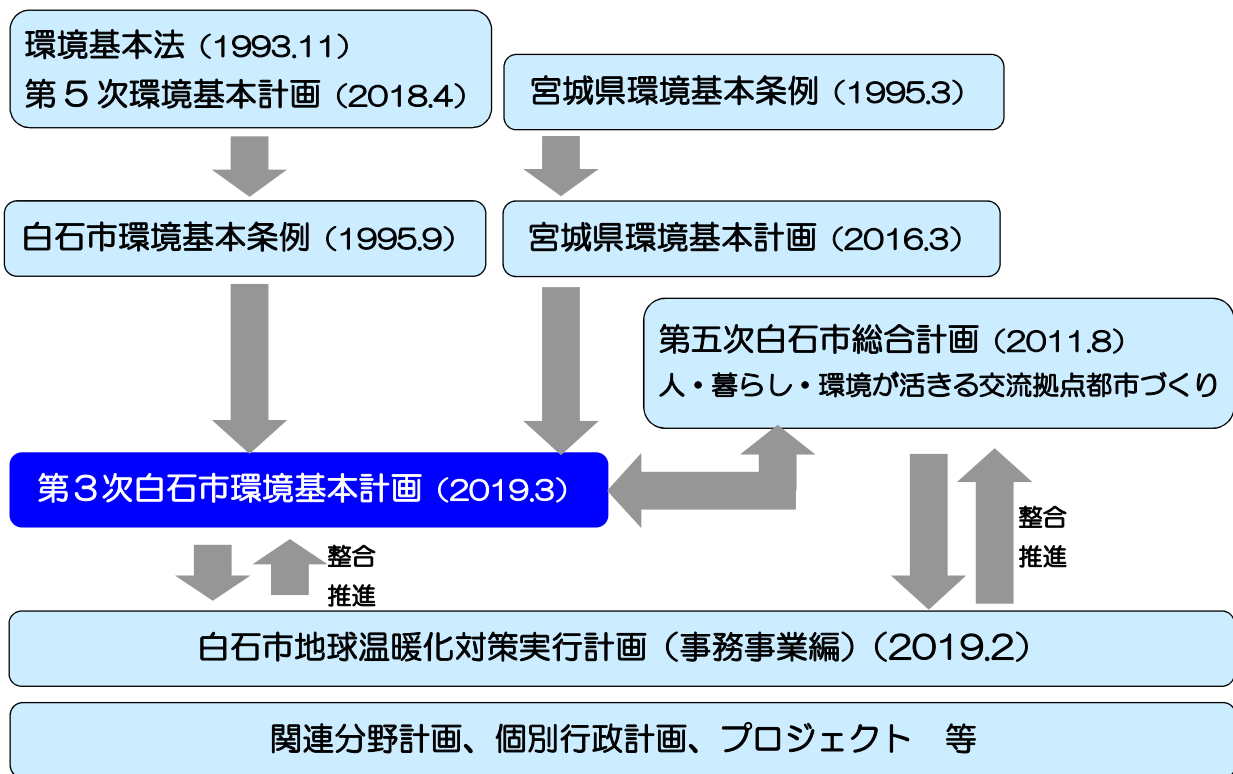 環境基本法（1993.11）
第５次環境基本計画（2018.4）
宮城県環境基本条例（1995.3）
白石市環境基本条例（1995.9）
宮城県環境基本計画（2016.3）
第五次白石市総合計画（2011.8）
人・暮らし・環境が活きる交流拠点都市づくり
第３次白石市環境基本計画（2019.3）
整合
推進
整合
推進
白石市地球温暖化対策実行計画（事務事業編）（2019.2）
関連分野計画、個別行政計画、プロジェクト　等